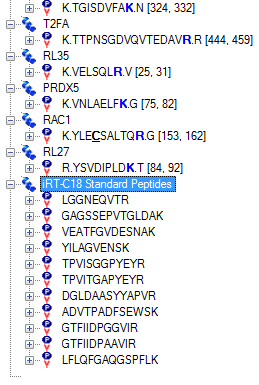 K.TGISDVFAK.N [324, 332]
T2FA
K.TTPNSGDVQVTEDAVR.R [444, 459]
RL35
K.VELSQLR.V [25, 31]
PRDX5
K.VNLAELFK.G [75, 82]
RAC1
K.YLECSALTQR.G [153, 162]
RL27
R.YSVDIPLDK.T [84, 92]
iRT-C18 Standard Peptides
LGGNEQVTR
GAGSSEPVTGLDAK
VEATFGVDESNAK
YILAGVENSK
TPVISGGPYEYR
TPVITGAPYEYR
DGLDAASYYAPVR
ADVTPADFSEWSK
GTFIIDPGGVIR
GTFIIDPAAVIR
LFLQFGAQGSPFLK